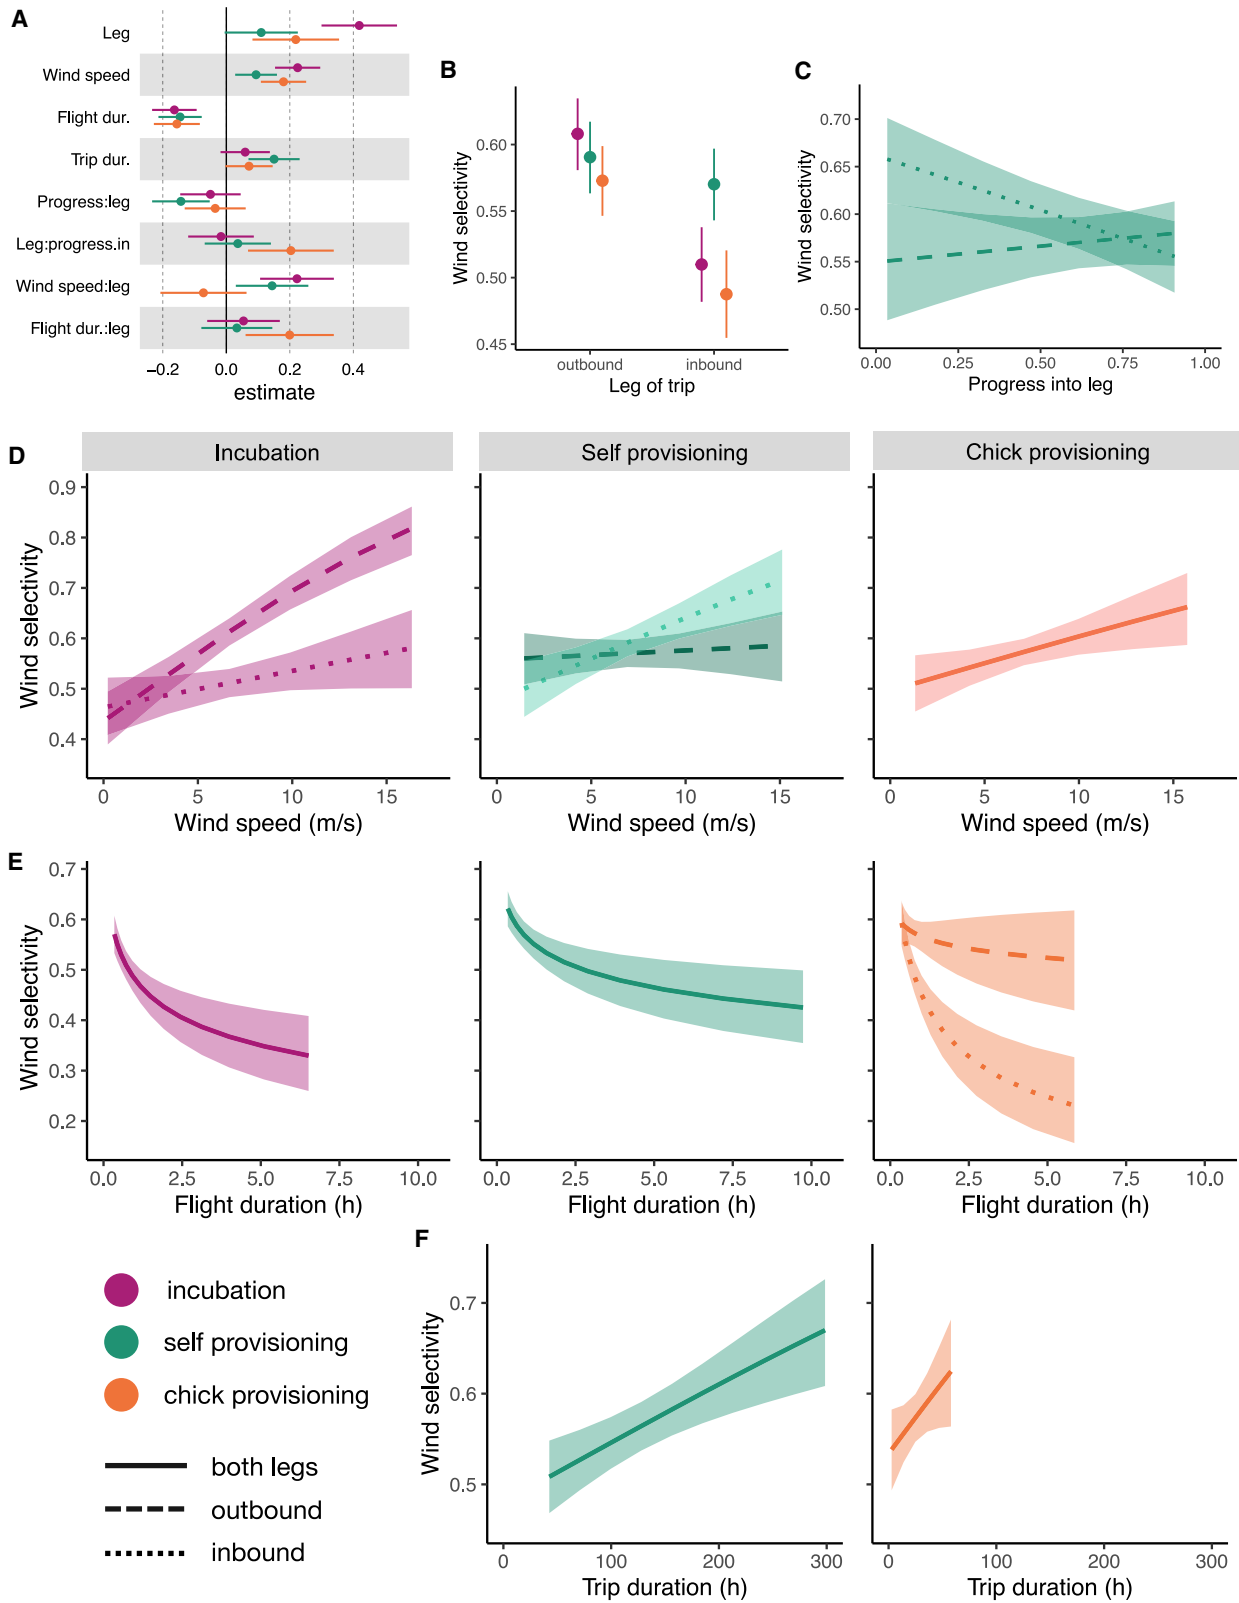 A
Leg
Wind speed
Flight dur.
Trip dur.
Progress:leg
Leg:progress.in
Wind speed:leg
Flight dur.:leg
−0.2 0.0 0.2 0.4
estimate
B
Wind selectivity
0.60
0.55
0.50
0.45
outbound inbound
Leg of trip
C
Wind selectivity
0.70
0.65
0.60
0.55
0.50
0.00 0.25 0.50 0.75 1.00
Progress into leg
D
Incubation Self provisioning Chick provisioning
Wind selectivity
0.9
0.8
0.7
0.6
0.5
0.4
0 5 10 15 0 5 10 15 0 5 10 15
Wind speed (m/s) Wind speed (m/s) Wind speed (m/s)
E
Wind selectivity
0.7
0.6
0.5
0.4
0.3
0.2
0.0 2.5 5.0 7.5 10.0 0.0 2.5 5.0 7.5 10.0 0.0 2.5 5.0 7.5 10.0
Flight duration (h) Flight duration (h) Flight duration (h)
incubation
self provisioning
chick provisioning
both legs
outbound
inbound
F
Wind selectivity
0.7
0.6
0.5
0 100 200 300 0 100 200 300
Trip duration (h) Trip duration (h)